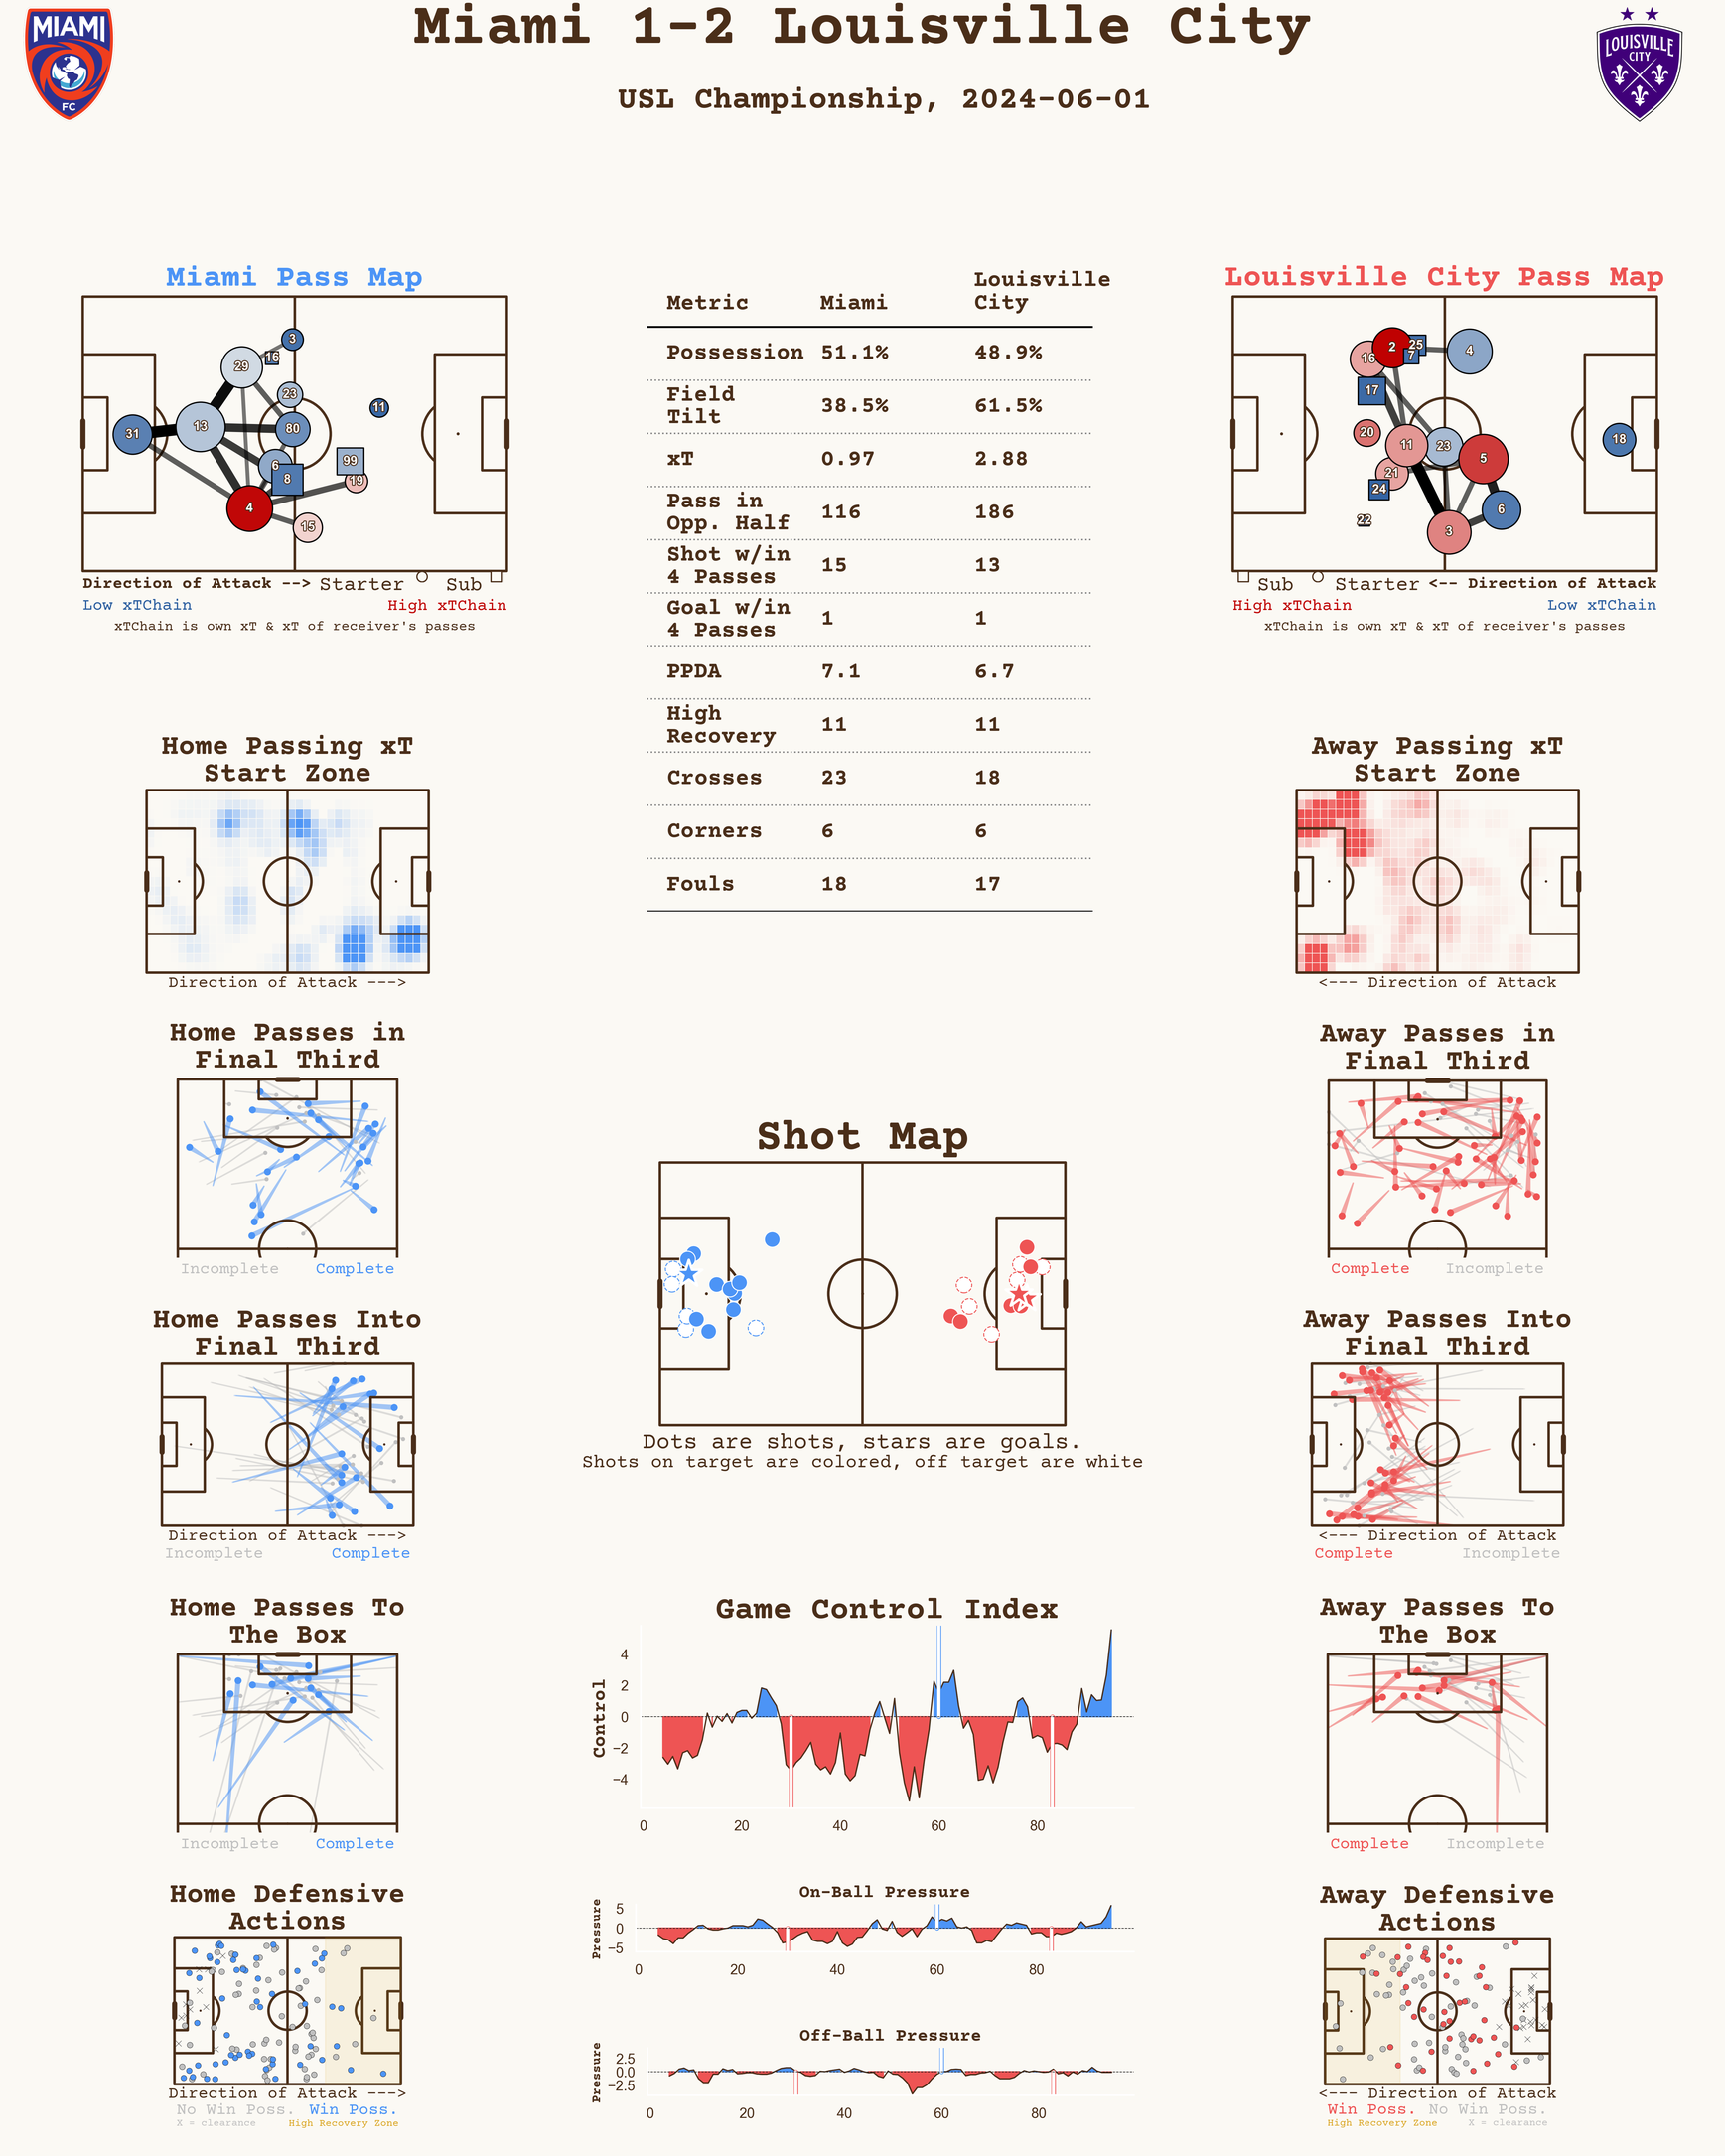 Miami 1-2 Louisville City
USL Championship, 2024-06-01
MIAMI
FC
LOUISVILLE
CITY
Miami Pass Map
3
16
29
23
11
13
31
80
6
99
8
19
4
15
Direction of Attack --> Starter Sub
Low xTChain High xTChain
xTChain is own xT & xT of receiver's passes
Metric Miami Louisville City
Possession 51.1% 48.9%
Field Tilt 38.5% 61.5%
xT 0.97 2.88
Pass in Opp. Half 116 186
Shot w/in 4 Passes 15 13
Goal w/in 4 Passes 1 1
PPDA 7.1 6.7
High Recovery 11 11
Crosses 23 18
Corners 6 6
Fouls 18 17
Louisville City Pass Map
2
25
16
7
4
17
20
11
23
18
5
21
24
6
22
3
Sub Starter <-- Direction of Attack
High xTChain Low xTChain
xTChain is own xT & xT of receiver's passes
Home Passing xT
Start Zone
Direction of Attack --->
Away Passing xT
Start Zone
<--- Direction of Attack
Home Passes in
Final Third
Incomplete Complete
Away Passes in
Final Third
Complete Incomplete
Shot Map
Dots are shots, stars are goals.
Shots on target are colored, off target are white
Home Passes Into
Final Third
Direction of Attack --->
Incomplete Complete
Away Passes Into
Final Third
<--- Direction of Attack
Complete Incomplete
Home Passes To
The Box
Incomplete Complete
Game Control Index
Control
4
2
0
−2
−4
0 20 40 60 80
Away Passes To
The Box
Complete Incomplete
Home Defensive
Actions
Direction of Attack --->
No Win Poss. Win Poss.
X = clearance High Recovery Zone
On-Ball Pressure
Pressure
5
0
−5
0 20 40 60 80
Off-Ball Pressure
Pressure
2.5
0.0
−2.5
0 20 40 60 80
Away Defensive
Actions
<--- Direction of Attack
Win Poss. No Win Poss.
High Recovery Zone X = clearance